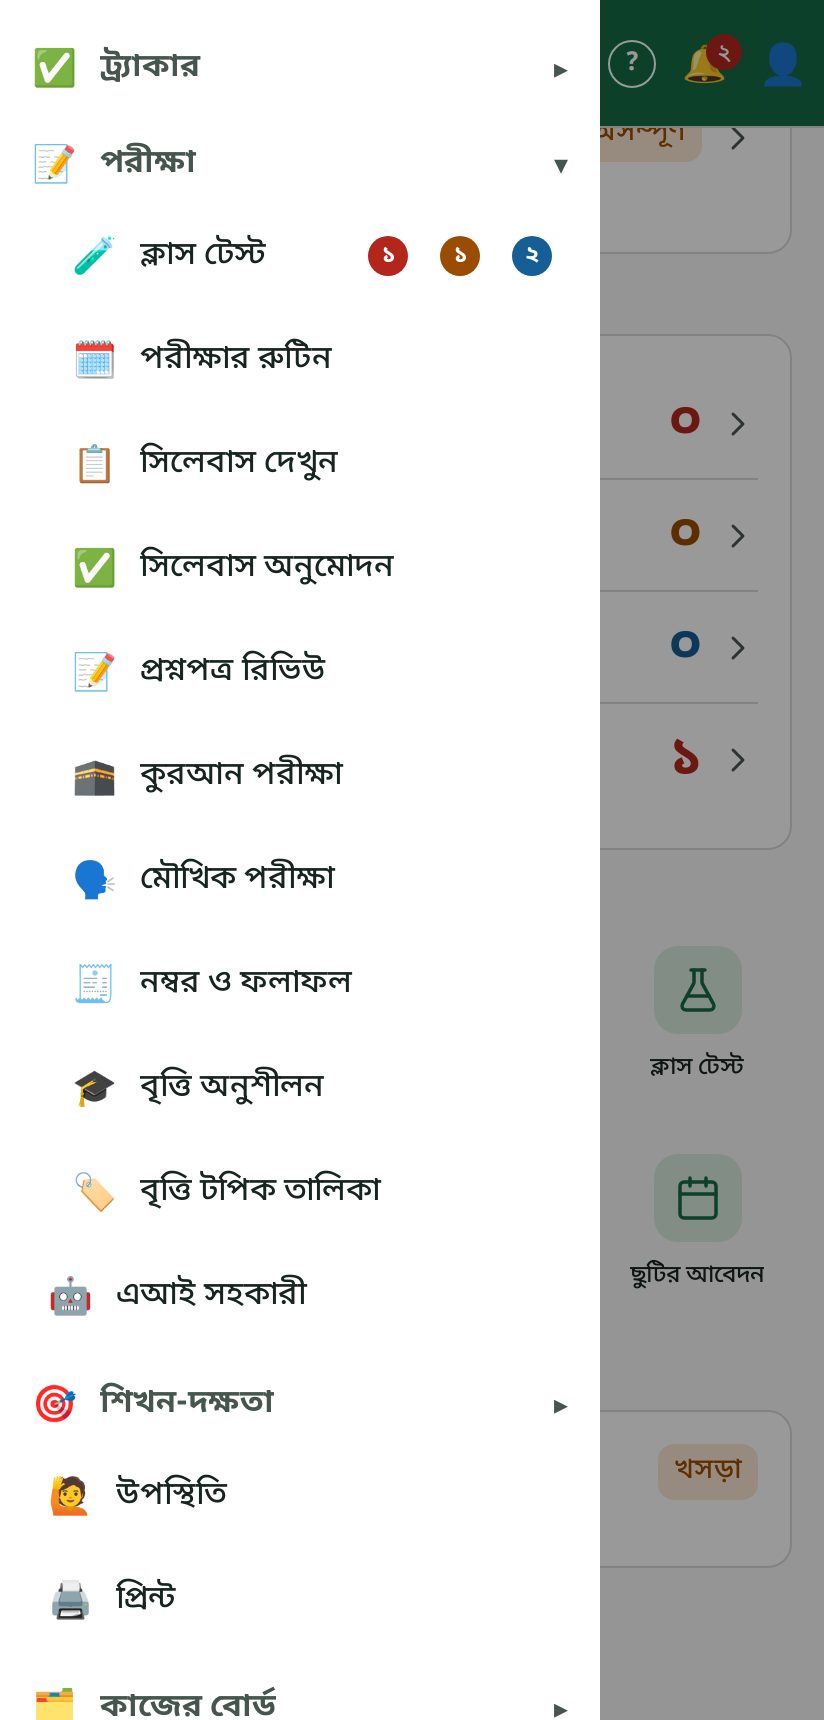 ট্র্যাকার
?
২
পরীক্ষা
অসম্পূর্ণ
ক্লাস টেস্ট ১ ১ ২
পরীক্ষার রুটিন
০
সিলেবাস দেখুন
০
সিলেবাস অনুমোদন
০
প্রশ্নপত্র রিভিউ
১
কুরআন পরীক্ষা
মৌখিক পরীক্ষা
নম্বর ও ফলাফল
ক্লাস টেস্ট
বৃত্তি অনুশীলন
বৃত্তি টপিক তালিকা
ছুটির আবেদন
এআই সহকারী
শিখন-দক্ষতা
খসড়া
উপস্থিতি
প্রিন্ট
কাজের বোর্ড